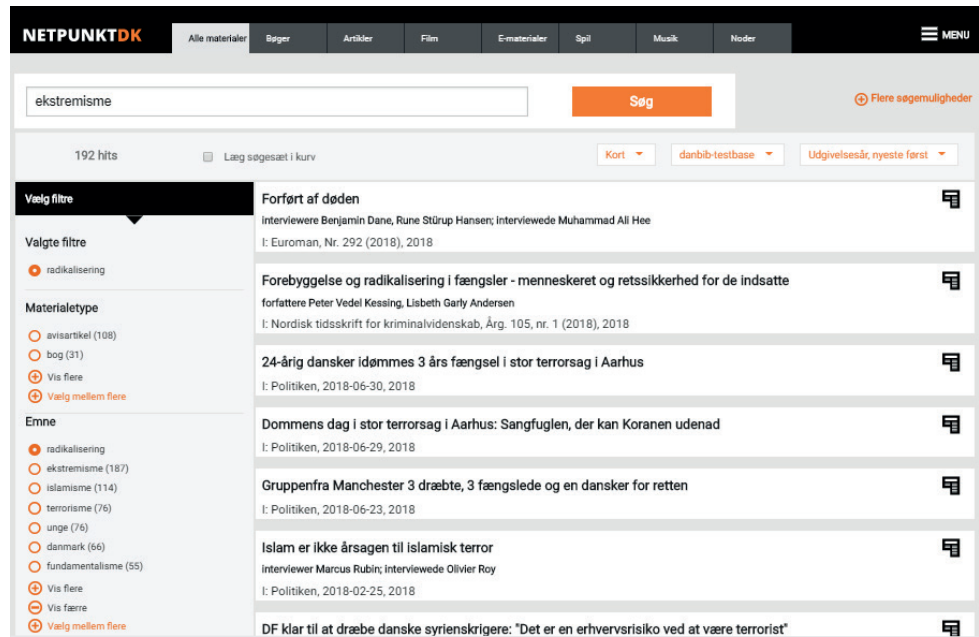 NETPUNKTDK
Alle materialer Bøger Artikler Film E-materialer Spil Musik Noder
MENU
ekstremisme
Søg
Flere søgemuligheder
192 hits
Læg søgesæt i kurv
Kort
danbib-testbase
Udgivelsesår, nyeste først
Vælg filtre
Valgte filtre
radikalisering
Materialetype
avisartikel (108)
bog (31)
Vis flere
Vælg mellem flere
Emne
radikalisering
ekstremisme (187)
islamisme (114)
terrorisme (76)
unge (76)
danmark (66)
fundamentalisme (55)
Vis flere
Vis færre
Vælg mellem flere
Forført af døden
interviewere Benjamin Dane, Rune Stürup Hansen; interviewede Muhammad Ali Hee
I: Euroman, Nr. 292 (2018), 2018
Forebyggelse og radikalisering i fængsler - menneskeret og retssikkerhed for de indsatte
forfattere Peter Vedel Kessing, Lisbeth Garly Andersen
I: Nordisk tidsskrift for kriminalvidenskab, Årg. 105, nr. 1 (2018), 2018
24-årig dansker idømmes 3 års fængsel i stor terrorsag i Aarhus
I: Politiken, 2018-06-30, 2018
Dommens dag i stor terrorsag i Aarhus: Sangfuglen, der kan Koranen udenad
I: Politiken, 2018-06-29, 2018
Gruppenfra Manchester 3 dræbte, 3 fængslede og en dansker for retten
I: Politiken, 2018-06-23, 2018
Islam er ikke årsagen til islamisk terror
interviewer Marcus Rubin; interviewede Olivier Roy
I: Politiken, 2018-02-25, 2018
DF klar til at dræbe danske syrienskrigere: "Det er en erhvervsrisiko ved at være terrorist"